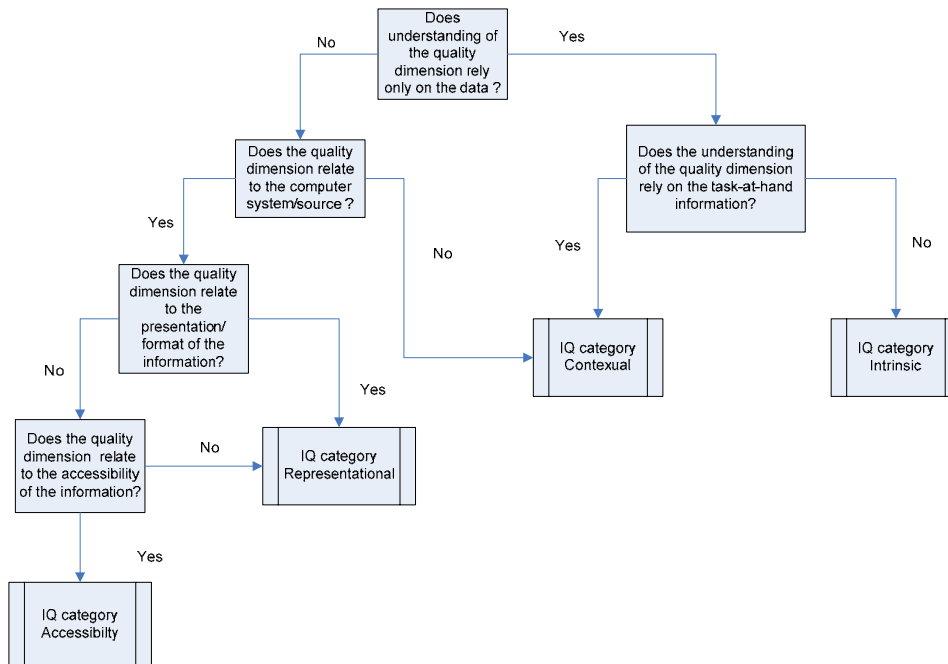 Does
understanding of
the quality
dimension rely
only on the data ?
No
Yes
Does the quality
dimension relate
to the computer
system/source ?
Does the understanding
of the quality dimension
rely on the task-at-hand
information?
Yes
No
Yes
No
Does the quality
dimension relate
to the
presentation/
format of the
information?
IQ category
Contexual
IQ category
Intrinsic
No
Yes
Does the quality
dimension  relate
to the accessibility
of the information?
No
IQ category
Representational
Yes
IQ category
Accessibilty